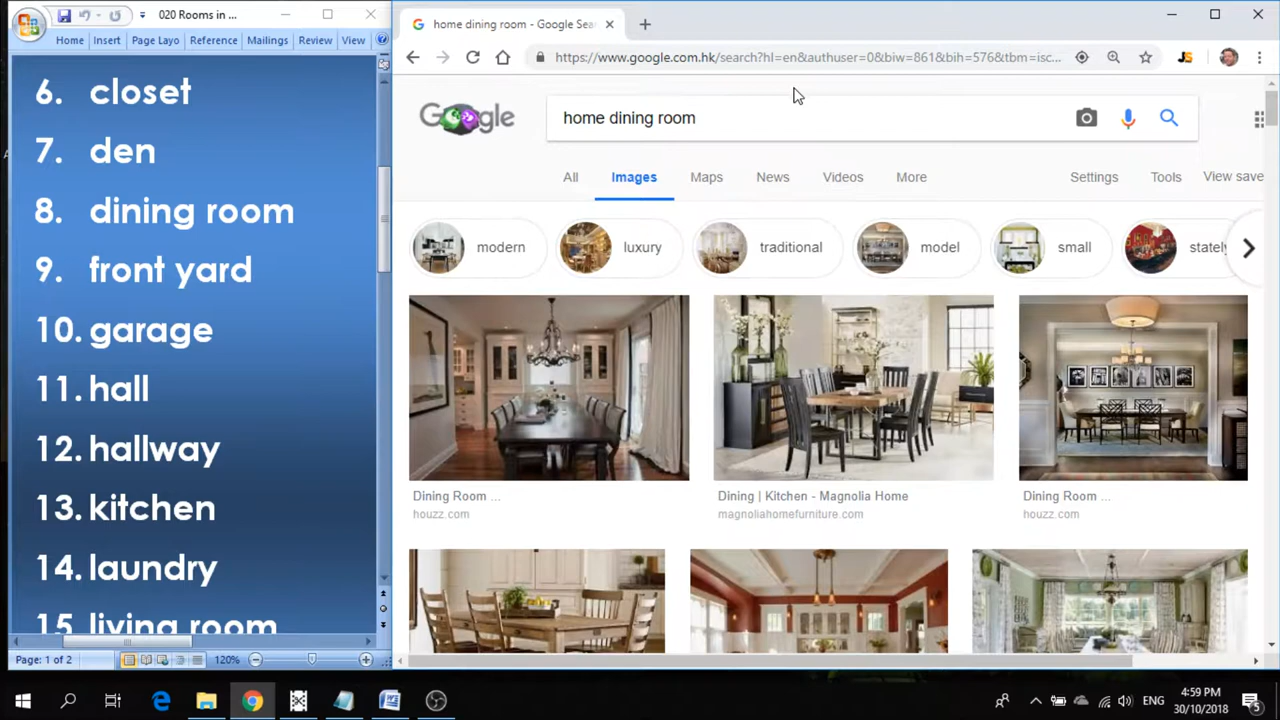 020 Rooms in ...
Home Insert Page Layo Reference Mailings Review View
6. closet
7. den
8. dining room
9. front yard
10. garage
11. hall
12. hallway
13. kitchen
14. laundry
15 living room
Page: 1 of 2 120%
home dining room - Google Sea
https://www.google.com.hk/search?hl=en&authuser=0&biw=861&bih=576&tbm=isc...
JS
Google
home dining room
All Images Maps News Videos More Settings Tools View save
modern luxury traditional model small stately
Dining Room ...
houzz.com
Dining | Kitchen - Magnolia Home
magnoliahomefurniture.com
Dining Room ...
houzz.com
ENG
4:59 PM
30/10/2018
5